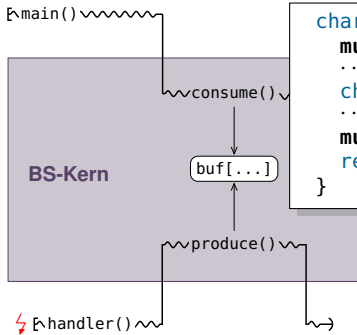 main()
consume()
BS-Kern
buf[...]
produce()
handler()
char
mu
..
ch
..
mu
re
}